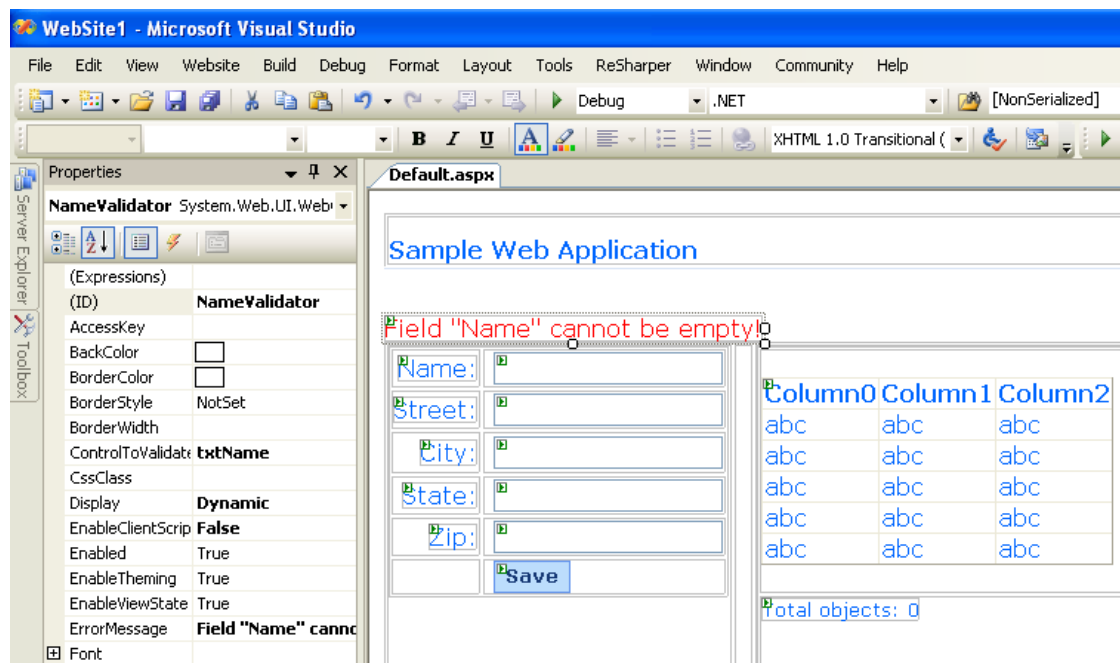 WebSite1 - Microsoft Visual Studio
File Edit View Website Build Debug Format Layout Tools ReSharper Window Community Help
Debug .NET [NonSerialized]
B I U A XHTML 1.0 Transitional (
Server Explorer
Toolbox
Properties
NameValidator System.Web.UI.Web
(Expressions)
(ID) NameValidator
AccessKey
BackColor
BorderColor
BorderStyle NotSet
BorderWidth
ControlToValidate txtName
CssClass
Display Dynamic
EnableClientScrip False
Enabled True
EnableTheming True
EnableViewState True
ErrorMessage Field "Name" canno
Font
Default.aspx
Sample Web Application
Field "Name" cannot be empty!
Name:
Street:
City:
State:
Zip:
Save
Column0 Column1 Column2
abc abc abc
abc abc abc
abc abc abc
abc abc abc
abc abc abc
Total objects: 0